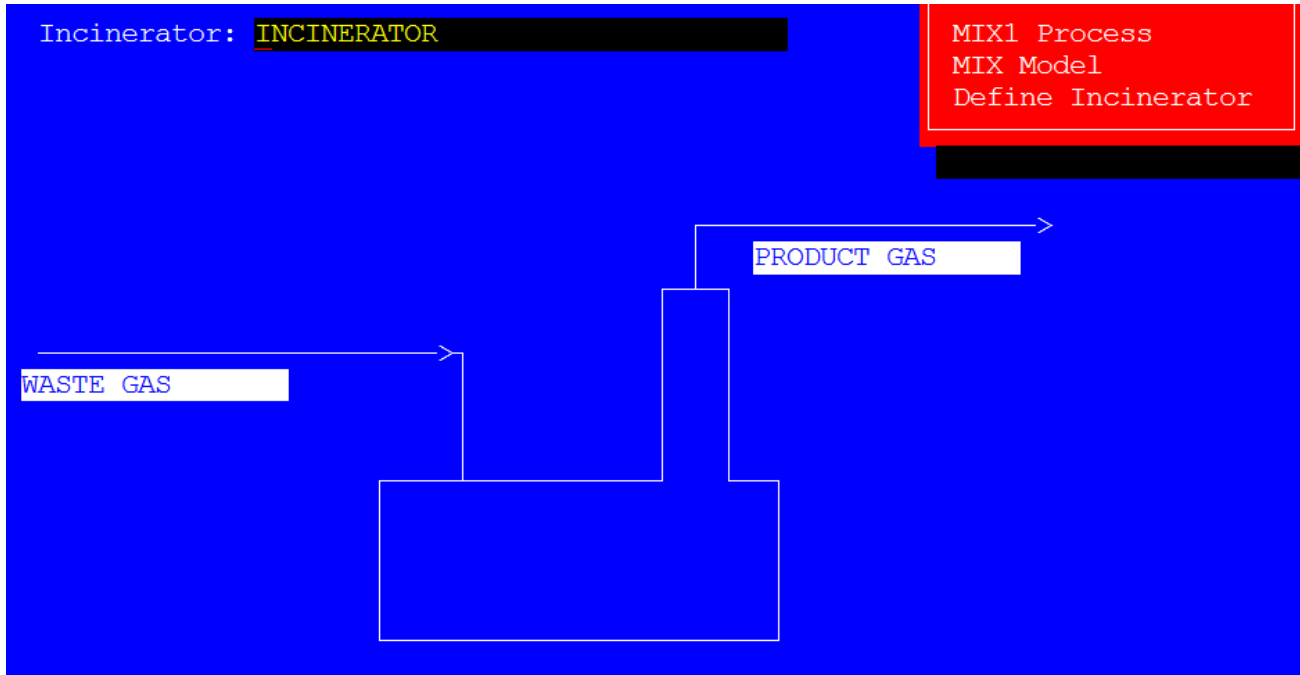 Incinerator: INCINERATOR
MIX1 Process
MIX Model
Define Incinerator
PRODUCT GAS
WASTE GAS